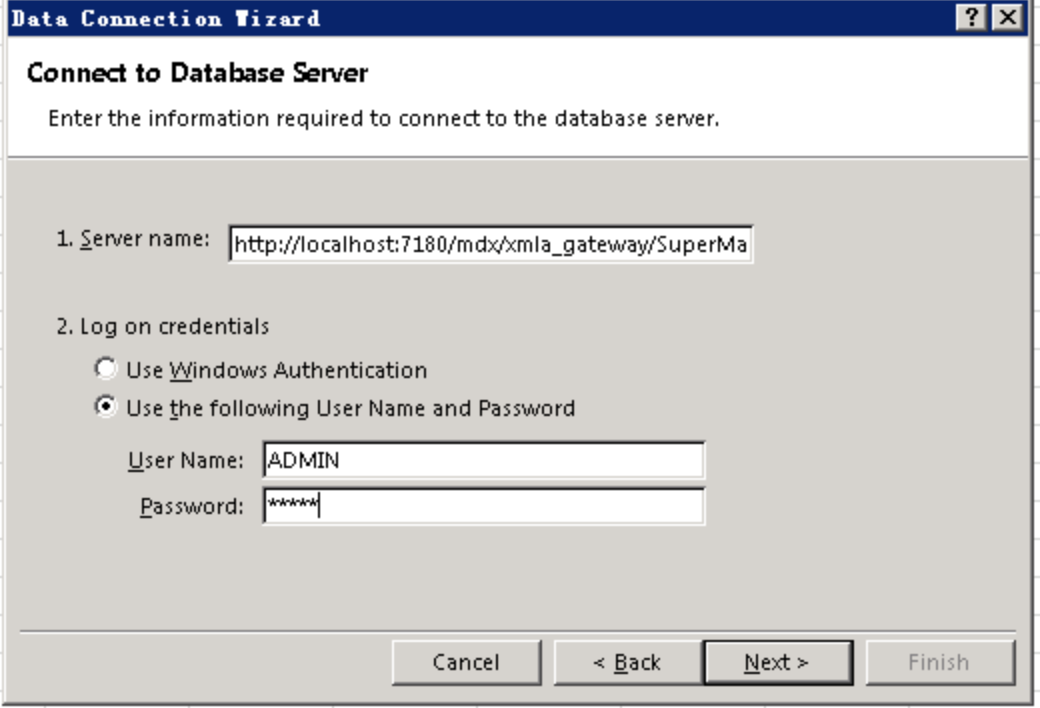 Data Connection Wizard
Connect to Database Server
Enter the information required to connect to the database server.
1. Server name: http://localhost:7180/mdx/xmla_gateway/SuperMa
2. Log on credentials
Use Windows Authentication
Use the following User Name and Password
User Name: ADMIN
Password: *****
Cancel < Back Next > Finish